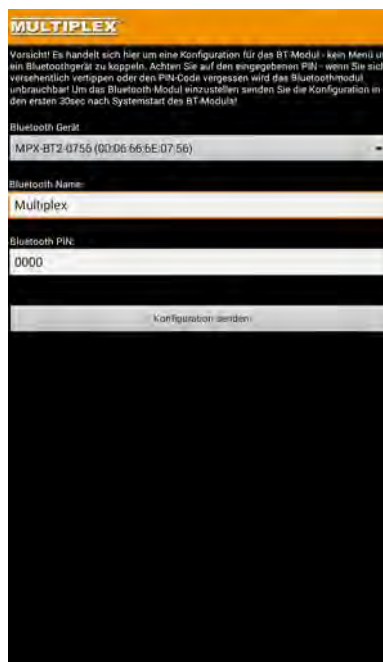 MULTIPLEX
Vorsicht! Es handelt sich hier um eine Konfiguration für das BT-Modul - kein Menü u
ein Bluetoothgerät zu koppeln. Achten Sie auf den eingegebenen PIN - wenn Sie sic
versehentlich vertippen oder den PIN-Code vergessen wird das Bluetoothmodul
unbrauchbar! Um das Bluetooth-Modul einzustellen senden Sie die Konfiguration in
den ersten 30sec nach Systemstart des BT-Moduls!
Bluetooth Gerät
MPX-BT2-0756 (00:06:66:6E:07:56)
Bluetooth Name:
Multiplex
Bluetooth PIN:
0000
Konfiguration senden!